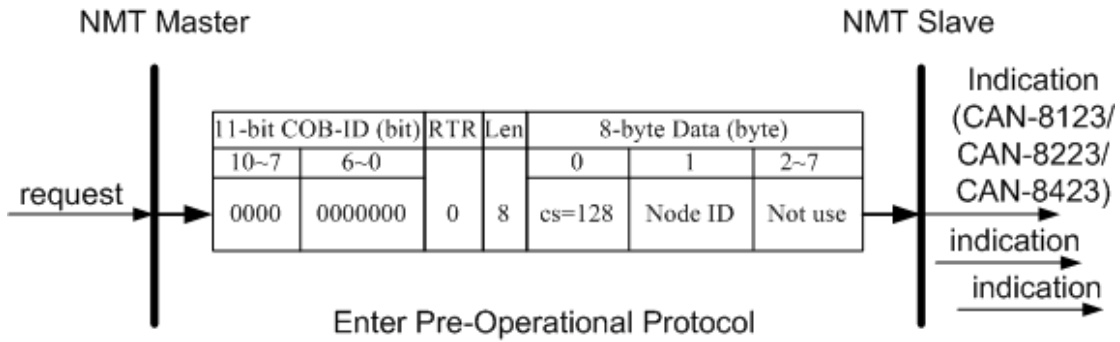 NMT Master
NMT Slave
request
11-bit COB-ID (bit) RTR Len 8-byte Data (byte)
10~7 6~0 0 1 2~7
0000 0000000 0 8 cs=128 Node ID Not use
Indication
(CAN-8123/
CAN-8223/
CAN-8423)
indication
indication
Enter Pre-Operational Protocol